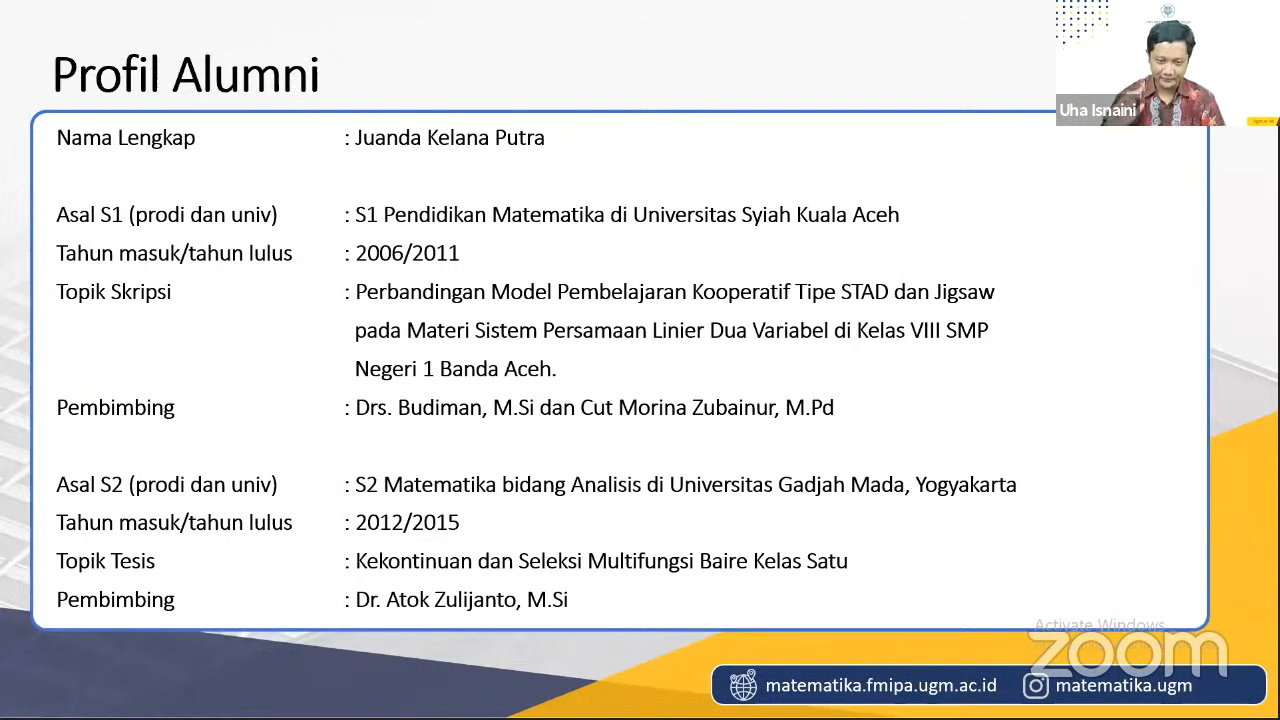 Profil Alumni
Uha Isnaini
Nama Lengkap : Juanda Kelana Putra
Asal S1 (prodi dan univ) : S1 Pendidikan Matematika di Universitas Syiah Kuala Aceh
Tahun masuk/tahun lulus : 2006/2011
Topik Skripsi : Perbandingan Model Pembelajaran Kooperatif Tipe STAD dan Jigsaw
pada Materi Sistem Persamaan Linier Dua Variabel di Kelas VIII SMP
Negeri 1 Banda Aceh.
Pembimbing : Drs. Budiman, M.Si dan Cut Morina Zubainur, M.Pd
Asal S2 (prodi dan univ) : S2 Matematika bidang Analisis di Universitas Gadjah Mada, Yogyakarta
Tahun masuk/tahun lulus : 2012/2015
Topik Tesis : Kekontinuan dan Seleksi Multifungsi Baire Kelas Satu
Pembimbing : Dr. Atok Zulijanto, M.Si
Activate Windows
zoom
matematika.fmipa.ugm.ac.id matematika.ugm